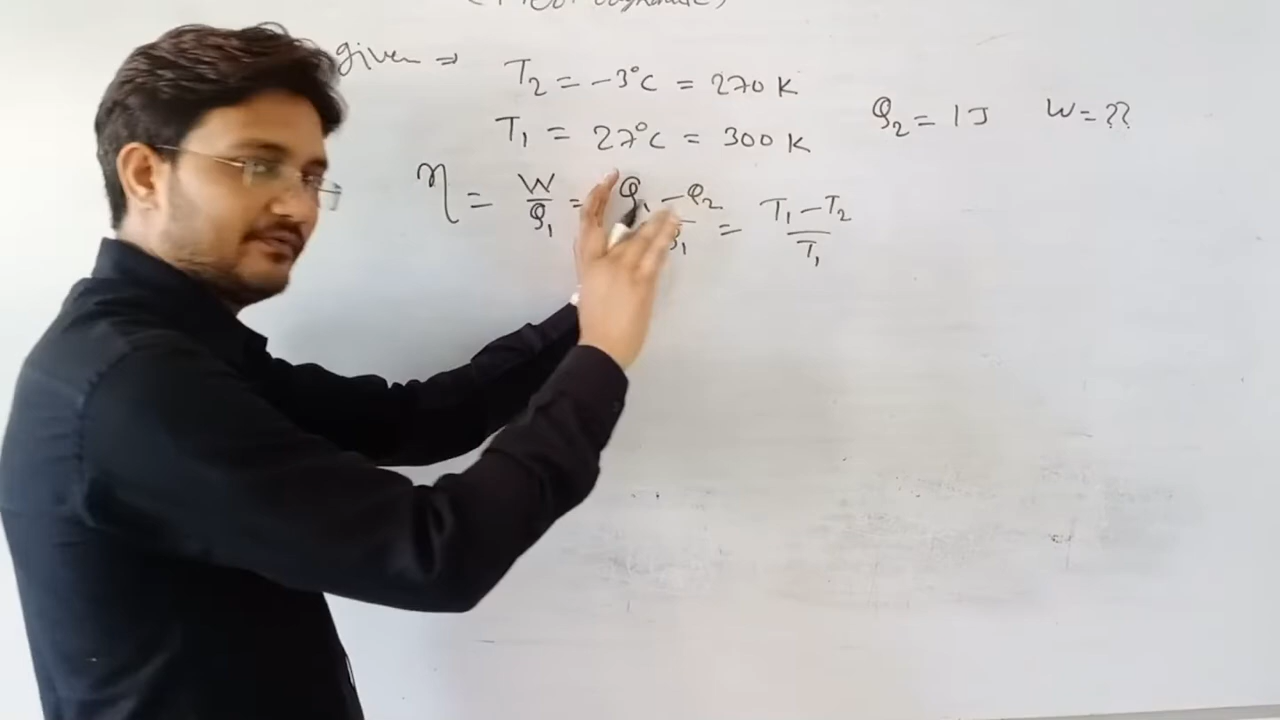 given ⇒ T₂ = -3°C = 270 K
T₁ = 27°C = 300 K
Q₂ = 1J W = ??
η = W/Q₁ = Q₁ - Q₂/Q₁ = T₁ - T₂/T₁